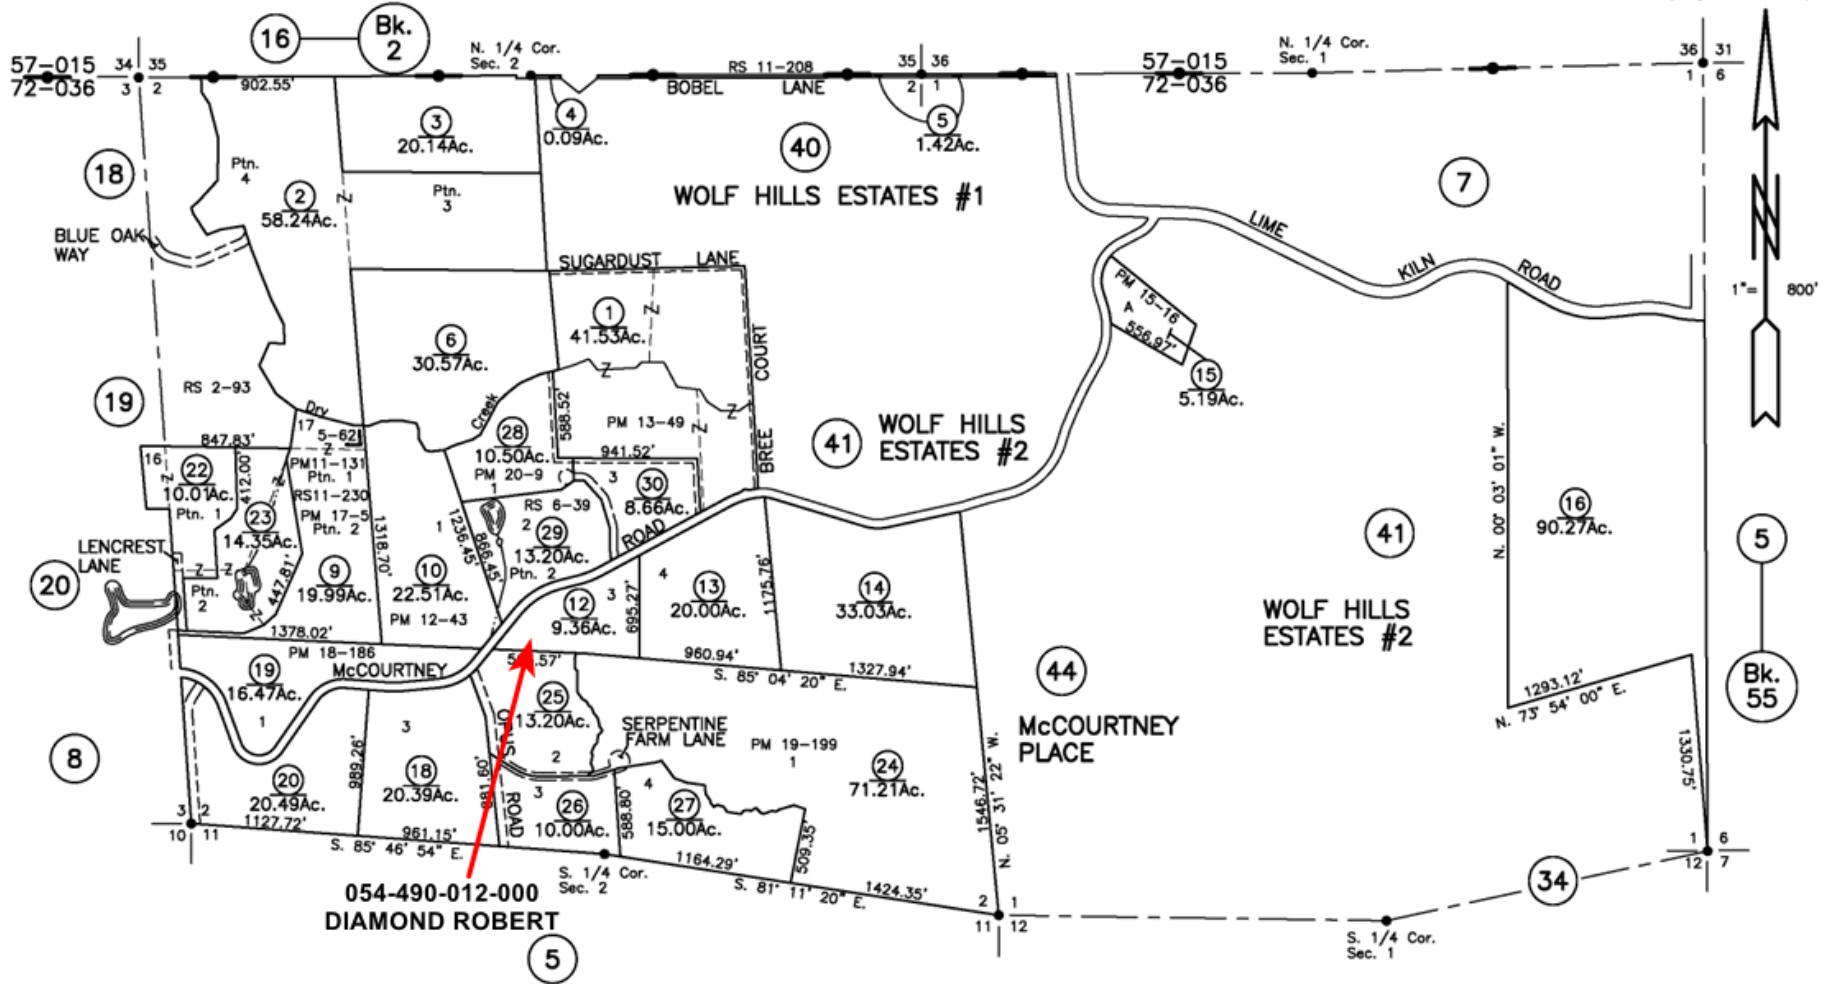 16
Bk.
2
N. 1/4 Cor.
Sec. 2
RS 11-208
N. 1/4 Cor.
Sec. 1
57-015
72-036
34 35
3 2
902.55'
BOBEL LANE
35 36
2 1
57-015
72-036
36 31
1 6
3
20.14Ac.
4
0.09Ac.
5
1.42Ac.
40
WOLF HILLS ESTATES #1
7
18
Ptn.
4
2
58.24Ac.
Z
Ptn.
3
N
1"= 800'
BLUE OAK
WAY
SUGARDUST LANE
LIME KILN ROAD
1
41.53Ac.
Z
6
30.57Ac.
PM 15-16
A
556.97'
15
5.19Ac.
BREE COURT
19
RS 2-93
Dry Creek
Z
Z
17
5-62
588.52'
PM 13-49
Z
41
WOLF HILLS
ESTATES #2
847.83'
Z
28
10.50Ac.
PM 20-9
1
941.52'
16
22
10.01Ac.
Ptn. 1
Z
412.00'
Z
PM11-131
Ptn. 1
RS11-230
PM 17-5
Ptn. 2
3
30
8.66Ac.
N. 00° 03' 01" W.
16
90.27Ac.
23
14.35Ac.
1318.70'
1
1236.45'
866.45'
RS 6-39
2
29
13.20Ac.
Ptn. 2
ROAD
41
5
Bk.
55
LENCREST
LANE
20
Z Z
Ptn.
2
447.81'
Z
9
19.99Ac.
10
22.51Ac.
PM 12-43
3
12
9.36Ac.
695.27'
4
13
20.00Ac.
1175.76'
14
33.03Ac.
WOLF HILLS
ESTATES #2
1378.02'
PM 18-186
McCOURTNEY
960.94'
1327.94'
S. 85° 04' 20" E.
44
McCOURTNEY
PLACE
1293.12'
N. 73° 54' 00" E.
19
16.47Ac.
1
25
13.20Ac.
2
SERPENTINE
FARM LANE
PM 19-199
1
24
71.21Ac.
8
3
989.26'
18
20.39Ac.
ROAD
1546.72'
N. 05° 31' 22" W.
1330.75'
20
20.49Ac.
1127.72'
3
26
10.00Ac.
588.80'
4
27
15.00Ac.
509.35'
3 2
10 11
961.15'
S. 85° 46' 54" E.
S. 1/4 Cor.
Sec. 2
1164.29'
S. 81° 11' 20" E.
1424.35'
1 6
12 7
34
054-490-012-000
DIAMOND ROBERT
5
2 1
11 12
S. 1/4 Cor.
Sec. 1